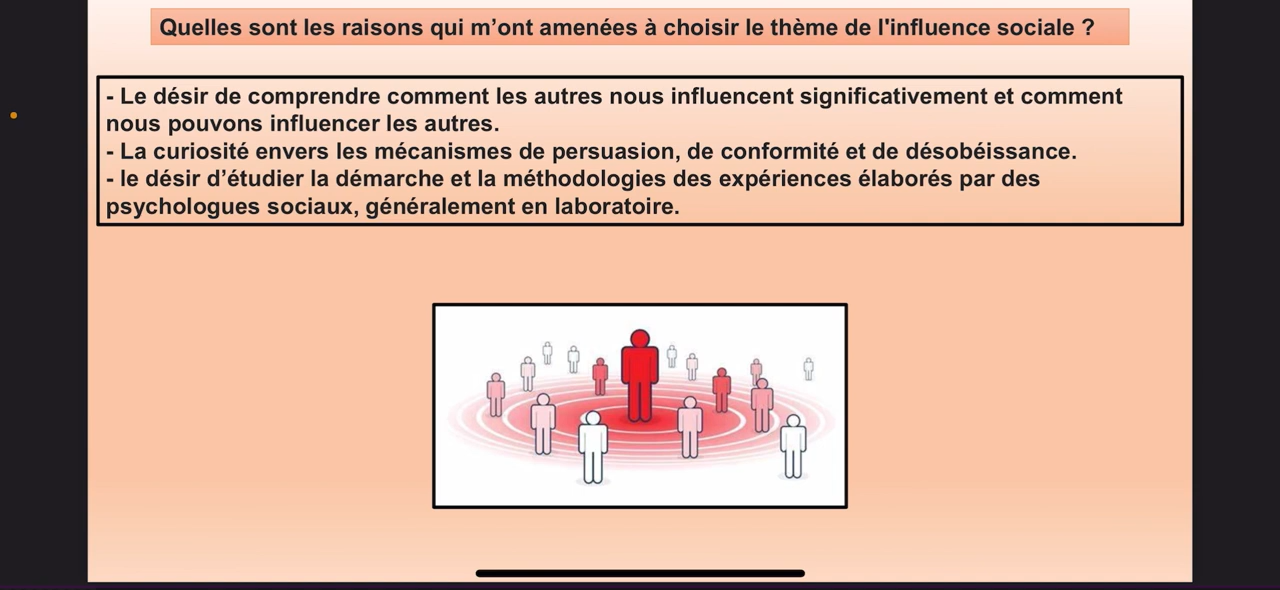 Quelles sont les raisons qui m’ont amenées à choisir le thème de l'influence sociale ?
- Le désir de comprendre comment les autres nous influencent significativement et comment
nous pouvons influencer les autres.
- La curiosité envers les mécanismes de persuasion, de conformité et de désobéissance.
- le désir d’étudier la démarche et la méthodologies des expériences élaborés par des
psychologues sociaux, généralement en laboratoire.